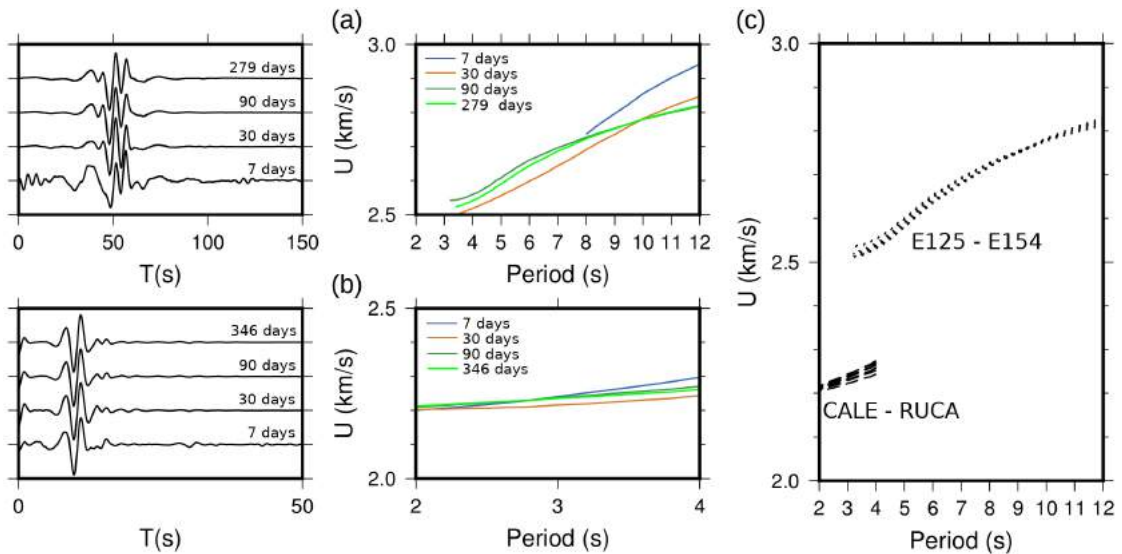 (a)
279 days
90 days
30 days
7 days
0 50 100 150
T(s)
3.0
2.5
U (km/s)
7 days
30 days
90 days
279 days
2 3 4 5 6 7 8 9 10 11 12
Period (s)
(b)
346 days
90 days
30 days
7 days
0 50
T(s)
2.5
2.0
U (km/s)
7 days
30 days
90 days
346 days
2 3 4
Period (s)
(c)
3.0
2.5
2.0
U (km/s)
E125 - E154
CALE - RUCA
2 3 4 5 6 7 8 9 10 11 12
Period (s)